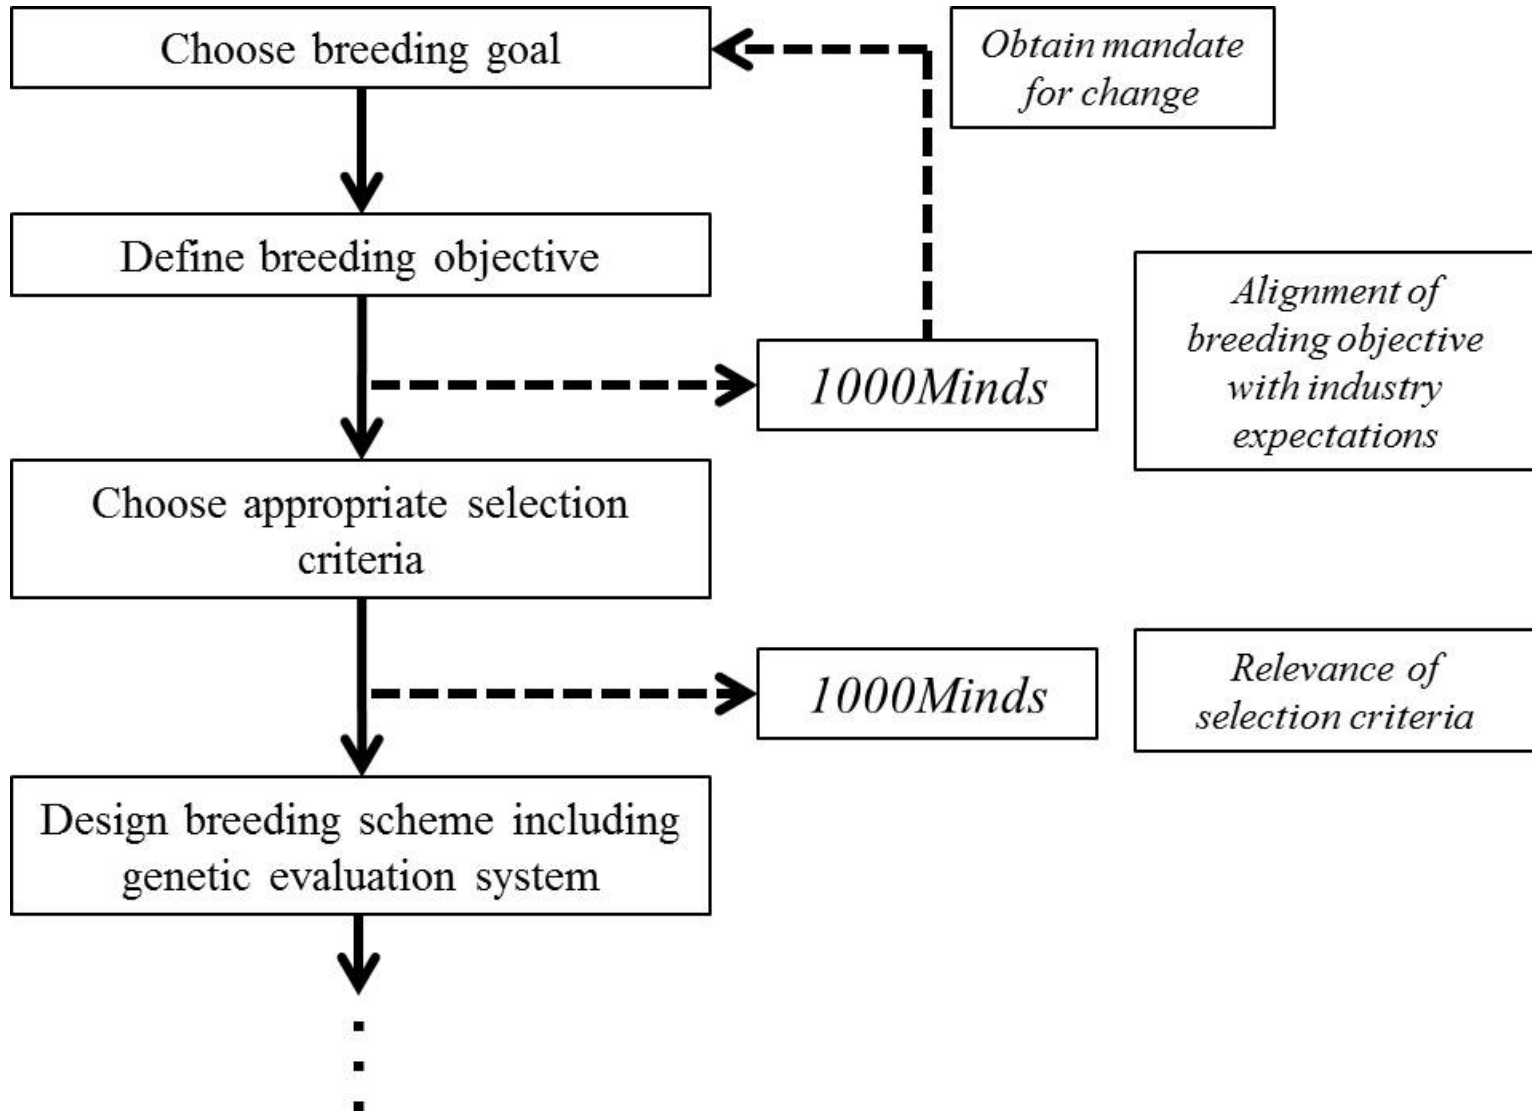 Choose breeding goal
Obtain mandate
for change
Define breeding objective
Alignment of
breeding objective
with industry
expectations
1000Minds
Choose appropriate selection
criteria
1000Minds
Relevance of
selection criteria
Design breeding scheme including
genetic evaluation system